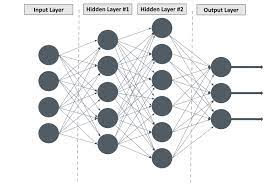 Input Layer
Hidden Layer #1
Hidden Layer #2
Output Layer